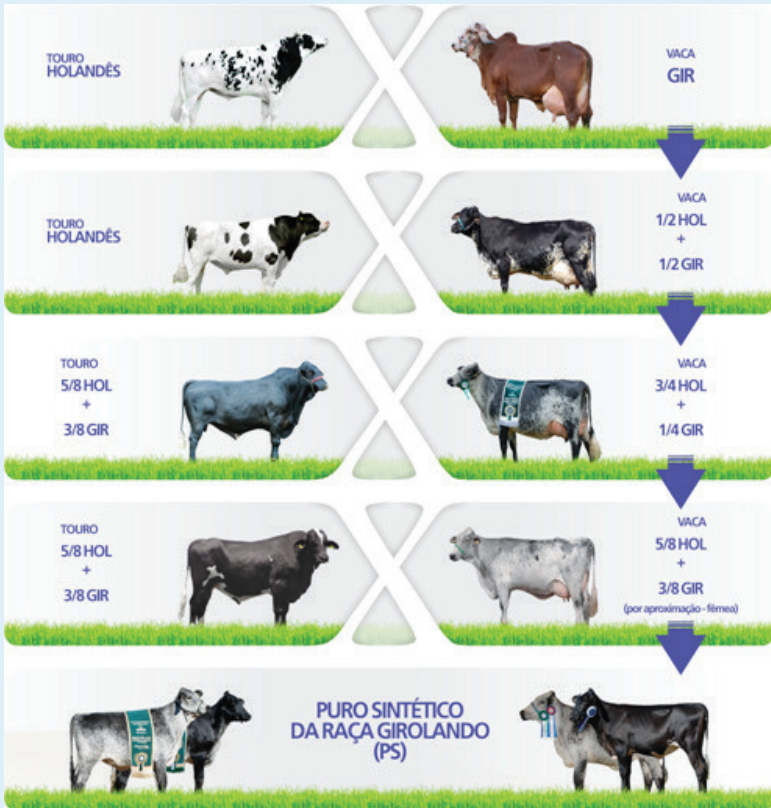 TOURO
HOLANDÊS
VACA
GIR
TOURO
HOLANDÊS
VACA
1/2 HOL
+
1/2 GIR
TOURO
5/8 HOL
+
3/8 GIR
VACA
3/4 HOL
+
1/4 GIR
TOURO
5/8 HOL
+
3/8 GIR
VACA
5/8 HOL
+
3/8 GIR
(por aproximação - fêmea)
PURO SINTÉTICO
DA RAÇA GIROLANDO
(PS)